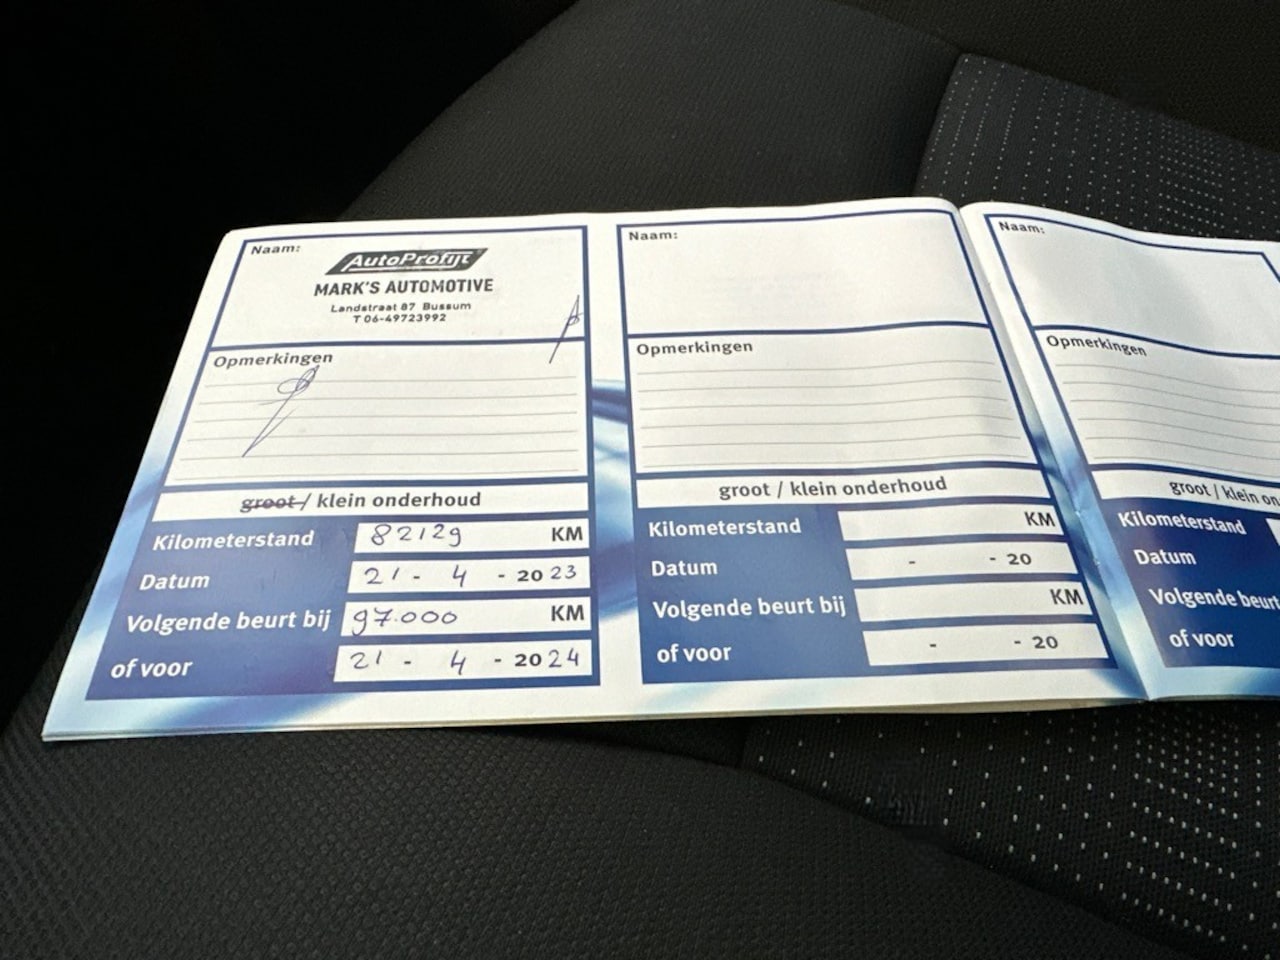 Naam:
AutoProfijt
MARK'S AUTOMOTIVE
Landstraat 87 Bussum
T 06-49723992
Opmerkingen
groot / klein onderhoud
Kilometerstand 82129 KM
Datum 21 - 4 - 2023
Volgende beurt bij 97.000 KM
of voor 21 - 4 - 2024
Naam:
Opmerkingen
groot / klein onderhoud
Kilometerstand KM
Datum - - 20
Volgende beurt bij KM
of voor - - 20
Naam:
Opmerkingen
groot / klein on
Kilometerstand
Datum
Volgende beurt
of voor